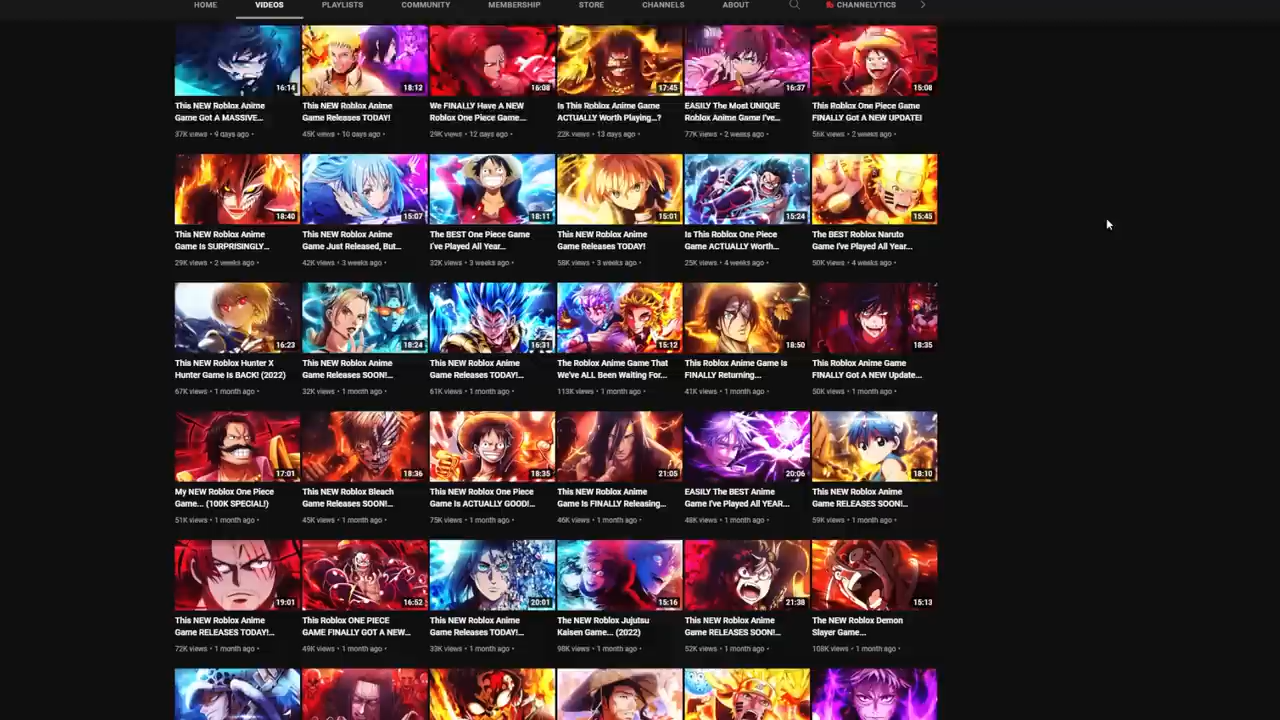 HOME VIDEOS PLAYLISTS COMMUNITY MEMBERSHIP STORE CHANNELS ABOUT CHANNELYTICS
16:14 18:12 16:08 17:45 16:37 15:08
This NEW Roblox Anime This NEW Roblox Anime We FINALLY Have A NEW Is This Roblox Anime Game EASILY The Most UNIQUE This Roblox One Piece Game
Game Got A MASSIVE... Game Releases TODAY! Roblox One Piece Game... ACTUALLY Worth Playing...? Roblox Anime Game I've... FINALLY Got A NEW UPDATE!
37K views • 9 days ago • 45K views • 10 days ago • 29K views • 12 days ago • 22K views • 13 days ago • 77K views • 2 weeks ago • 56K views • 2 weeks ago •
18:40 15:07 18:11 15:01 15:24 15:45
This NEW Roblox Anime This NEW Roblox Anime The BEST One Piece Game This NEW Roblox Anime Is This Roblox One Piece The BEST Roblox Naruto
Game Is SURPRISINGLY... Game Just Released, But... I've Played All Year... Game Releases TODAY! Game ACTUALLY Worth... Game I've Played All Year...
29K views • 2 weeks ago • 42K views • 3 weeks ago • 32K views • 3 weeks ago • 58K views • 3 weeks ago • 25K views • 4 weeks ago • 50K views • 4 weeks ago •
16:23 18:24 16:31 15:12 18:50 18:35
This NEW Roblox Hunter X This NEW Roblox Anime This NEW Roblox Anime The Roblox Anime Game That This Roblox Anime Game Is This Roblox Anime Game
Hunter Game Is BACK! (2022) Game Releases SOON!... Game Releases TODAY!... We've ALL Been Waiting For... FINALLY Returning... FINALLY Got A NEW Update...
67K views • 1 month ago • 32K views • 1 month ago • 61K views • 1 month ago • 113K views • 1 month ago • 41K views • 1 month ago • 50K views • 1 month ago •
17:01 18:36 18:35 21:05 20:06 18:10
My NEW Roblox One Piece This NEW Roblox Bleach This NEW Roblox One Piece This NEW Roblox Anime EASILY The BEST Anime This NEW Roblox Anime
Game... (100K SPECIAL!) Game Releases SOON!... Game Is ACTUALLY GOOD!... Game Is FINALLY Releasing... Game I've Played All YEAR... Game RELEASES SOON!...
51K views • 1 month ago • 45K views • 1 month ago • 75K views • 1 month ago • 46K views • 1 month ago • 48K views • 1 month ago • 59K views • 1 month ago •
19:01 16:52 20:01 15:16 21:38 15:13
This NEW Roblox Anime This Roblox ONE PIECE This NEW Roblox Anime The NEW Roblox Jujutsu This NEW Roblox Anime The NEW Roblox Demon
Game RELEASES TODAY!... GAME FINALLY GOT A NEW... Game Releases TODAY!... Kaisen Game... (2022) Game RELEASES SOON!... Slayer Game...
72K views • 1 month ago • 49K views • 1 month ago • 33K views • 1 month ago • 98K views • 1 month ago • 52K views • 1 month ago • 108K views • 1 month ago •